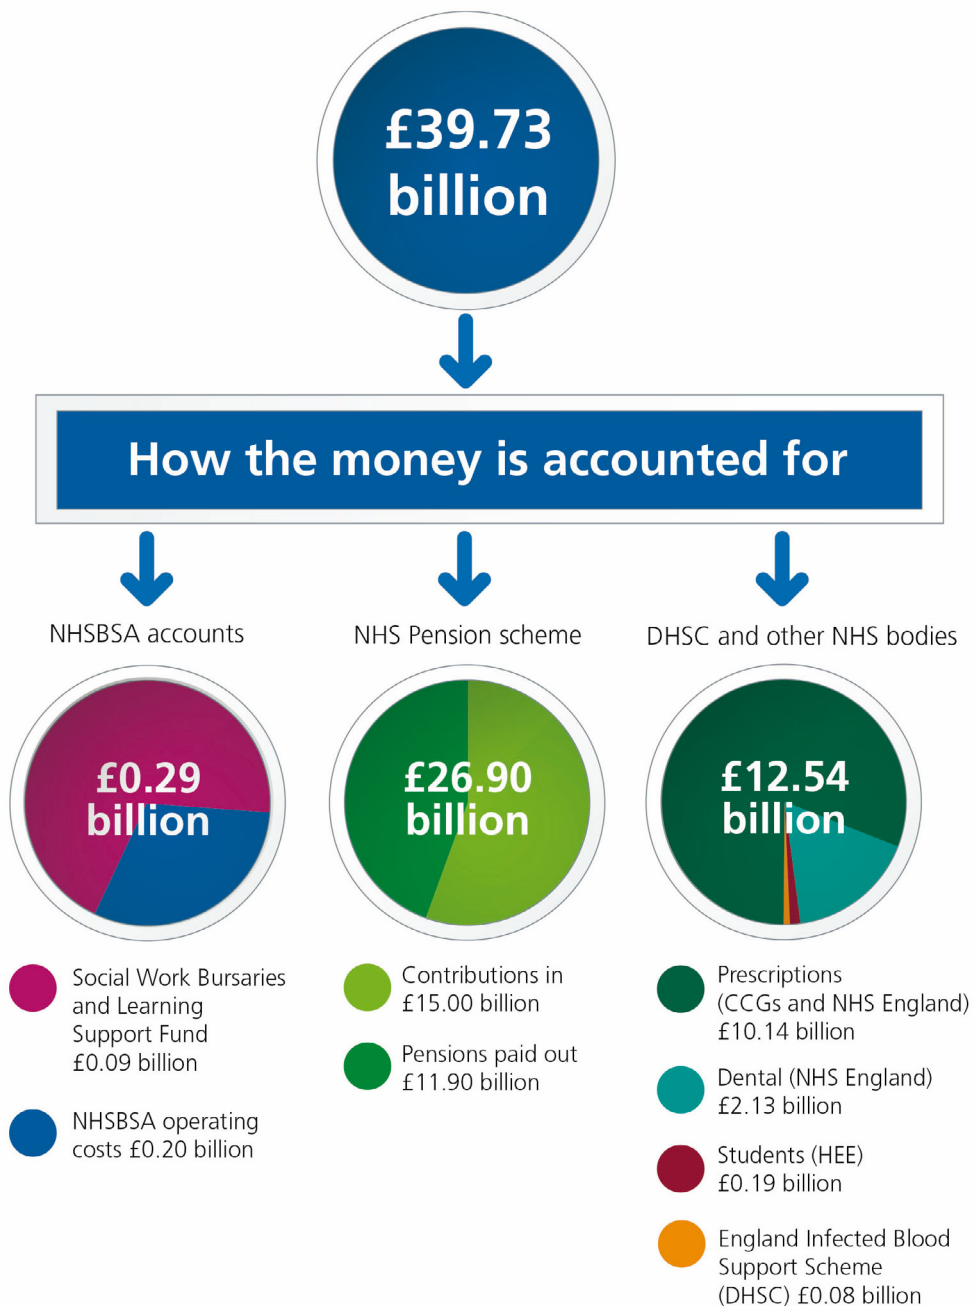 £39.73
billion
How the money is accounted for
NHSBSA accounts
£0.29
billion
Social Work Bursaries
and Learning
Support Fund
£0.09 billion
NHSBSA operating
costs £0.20 billion
NHS Pension scheme
£26.90
billion
Contributions in
£15.00 billion
Pensions paid out
£11.90 billion
DHSC and other NHS bodies
£12.54
billion
Prescriptions
(CCGs and NHS England)
£10.14 billion
Dental (NHS England)
£2.13 billion
Students (HEE)
£0.19 billion
England Infected Blood
Support Scheme
(DHSC) £0.08 billion